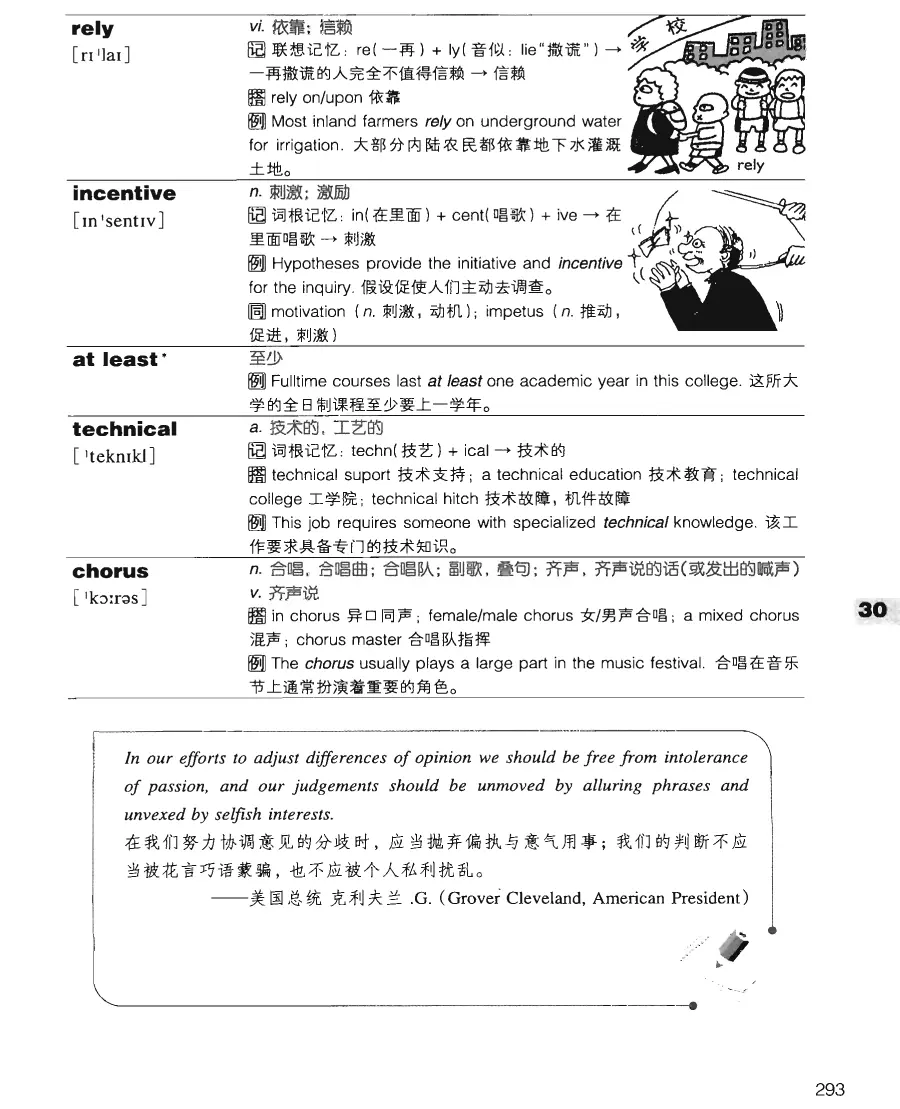 rely
[rɪˈlaɪ]
vi. 依靠；信赖
记 联想记忆：re(一再) + ly(音似：lie“撒谎”) →
一再撒谎的人完全不值得信赖 → 信赖
搭 rely on/upon 依靠
例 Most inland farmers rely on underground water
for irrigation. 大部分内陆农民都依靠地下水灌溉
土地。
学校
rely
incentive
[ɪnˈsentɪv]
n. 刺激；激励
记 词根记忆：in(在里面) + cent(唱歌) + ive → 在
里面唱歌 → 刺激
例 Hypotheses provide the initiative and incentive
for the inquiry. 假设促使人们主动去调查。
同 motivation (n. 刺激，动机)；impetus (n. 推动，
促进，刺激)
at least*
至少
例 Fulltime courses last at least one academic year in this college. 这所大
学的全日制课程至少要上一学年。
technical
[ˈteknɪkl]
a. 技术的，工艺的
记 词根记忆：techn(技艺) + ical → 技术的
搭 technical suport 技术支持；a technical education 技术教育；technical
college 工学院；technical hitch 技术故障，机件故障
例 This job requires someone with specialized technical knowledge. 该工
作要求具备专门的技术知识。
chorus
[ˈkɔːrəs]
n. 合唱，合唱曲；合唱队；副歌，叠句；齐声，齐声说的话(或发出的喊声)
v. 齐声说
搭 in chorus 异口同声；female/male chorus 女/男声合唱；a mixed chorus
混声；chorus master 合唱队指挥
例 The chorus usually plays a large part in the music festival. 合唱在音乐
节上通常扮演着重要的角色。
30
In our efforts to adjust differences of opinion we should be free from intolerance
of passion, and our judgements should be unmoved by alluring phrases and
unvexed by selfish interests.
在我们努力协调意见的分歧时，应当抛弃偏执与意气用事；我们的判断不应
当被花言巧语蒙骗，也不应被个人私利扰乱。
——美国总统 克利夫兰 .G. (Grover Cleveland, American President)
293